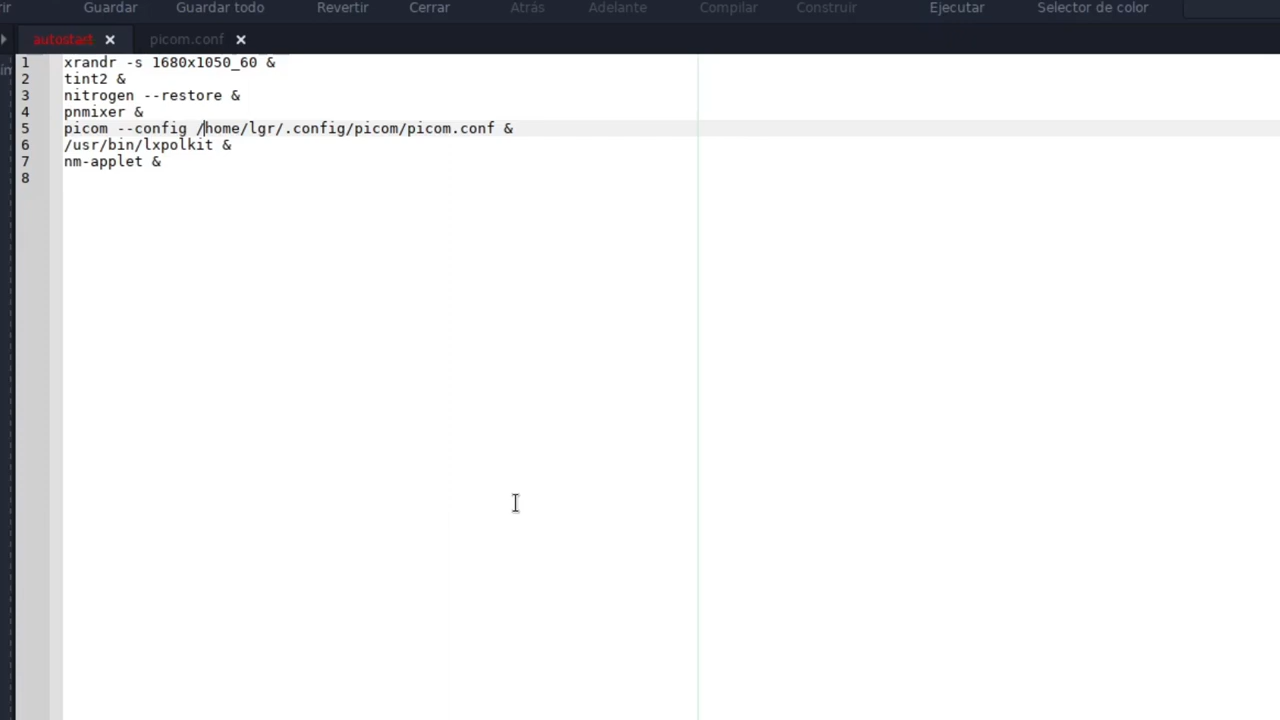 Guardar Guardar todo Revertir Cerrar Atrás Adelante Compilar Construir Ejecutar Selector de color
autostart picom.conf
1 xrandr -s 1680x1050_60 &
2 tint2 &
3 nitrogen --restore &
4 pnmixer &
5 picom --config /home/lgr/.config/picom/picom.conf &
6 /usr/bin/lxpolkit &
7 nm-applet &
8